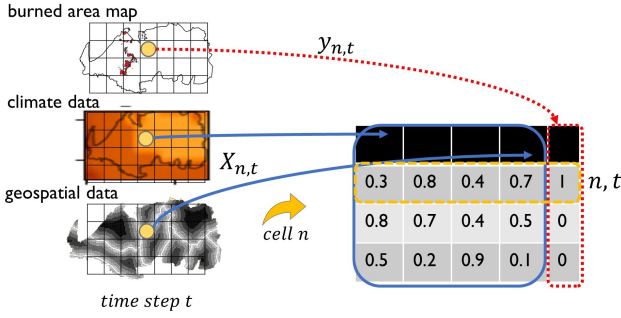 burned area map
y_{n,t}
climate data
X_{n,t}
geospatial data
0.3 0.8 0.4 0.7 1
n, t
0.8 0.7 0.4 0.5 0
cell n
0.5 0.2 0.9 0.1 0
time step t